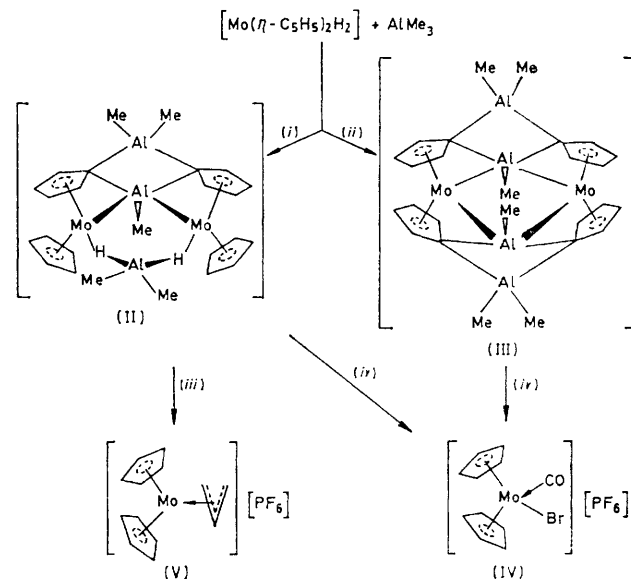 [Mo(η-C5H5)2H2] + AlMe3
(i) (ii)
Me Me
Al
Al
Me
Mo Mo
H H
Al
Me
Me
(II)
Me Me
Al
Al
Mo Me Mo
Me
Al
Al
Me Me
(III)
(iii) (iv) (iv)
Mo [PF6]
(V)
CO
Mo [PF6]
Br
(IV)